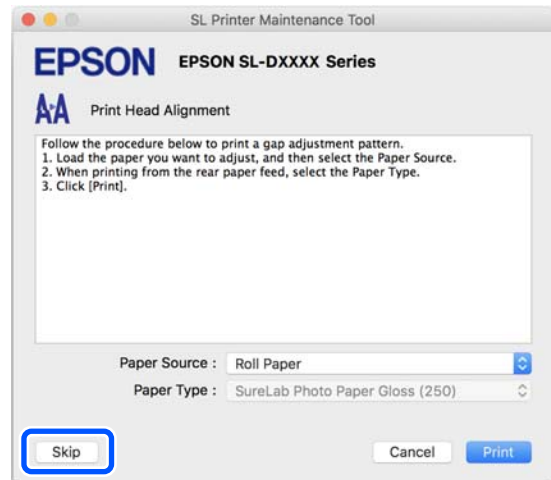 SL Printer Maintenance Tool
EPSON EPSON SL-DXXXX Series
Print Head Alignment
Follow the procedure below to print a gap adjustment pattern.
1. Load the paper you want to adjust, and then select the Paper Source.
2. When printing from the rear paper feed, select the Paper Type.
3. Click [Print].
Paper Source : Roll Paper
Paper Type : SureLab Photo Paper Gloss (250)
Skip Cancel Print